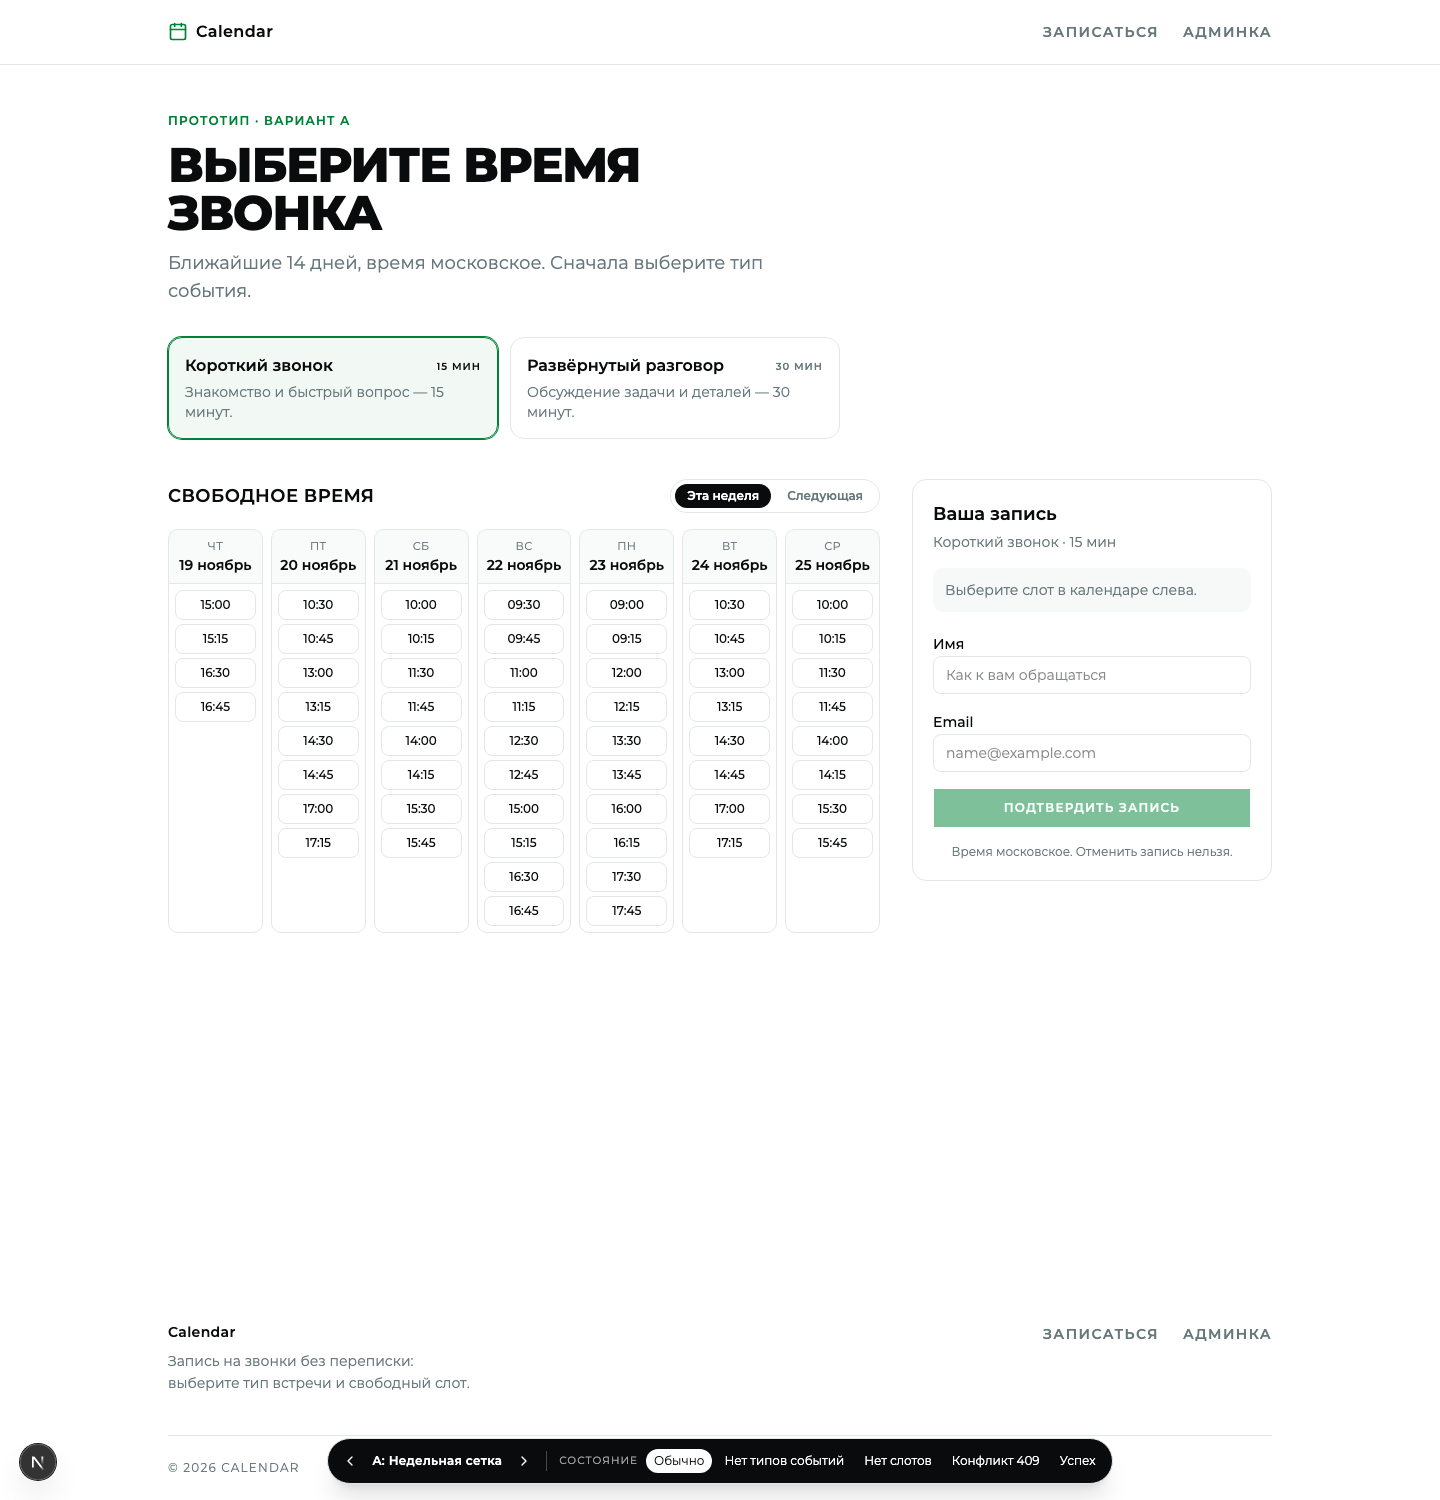 Calendar
ЗАПИСАТЬСЯ АДМИНКА
ПРОТОТИП · ВАРИАНТ A
ВЫБЕРИТЕ ВРЕМЯ
ЗВОНКА
Ближайшие 14 дней, время московское. Сначала выберите тип
события.
Короткий звонок 15 МИН
Знакомство и быстрый вопрос — 15
минут.
Развёрнутый разговор 30 МИН
Обсуждение задачи и деталей — 30
минут.
СВОБОДНОЕ ВРЕМЯ
Эта неделя Следующая
ЧТ
19 ноябрь
15:00
15:15
16:30
16:45
ПТ
20 ноябрь
10:30
10:45
13:00
13:15
14:30
14:45
17:00
17:15
СБ
21 ноябрь
10:00
10:15
11:30
11:45
14:00
14:15
15:30
15:45
ВС
22 ноябрь
09:30
09:45
11:00
11:15
12:30
12:45
15:00
15:15
16:30
16:45
ПН
23 ноябрь
09:00
09:15
12:00
12:15
13:30
13:45
16:00
16:15
17:30
17:45
ВТ
24 ноябрь
10:30
10:45
13:00
13:15
14:30
14:45
17:00
17:15
СР
25 ноябрь
10:00
10:15
11:30
11:45
14:00
14:15
15:30
15:45
Ваша запись
Короткий звонок · 15 мин
Выберите слот в календаре слева.
Имя
Как к вам обращаться
Email
name@example.com
ПОДТВЕРДИТЬ ЗАПИСЬ
Время московское. Отменить запись нельзя.
Calendar
Запись на звонки без переписки:
выберите тип встречи и свободный слот.
ЗАПИСАТЬСЯ АДМИНКА
© 2026 CALENDAR
N
A: Недельная сетка СОСТОЯНИЕ Обычно Нет типов событий Нет слотов Конфликт 409 Успех